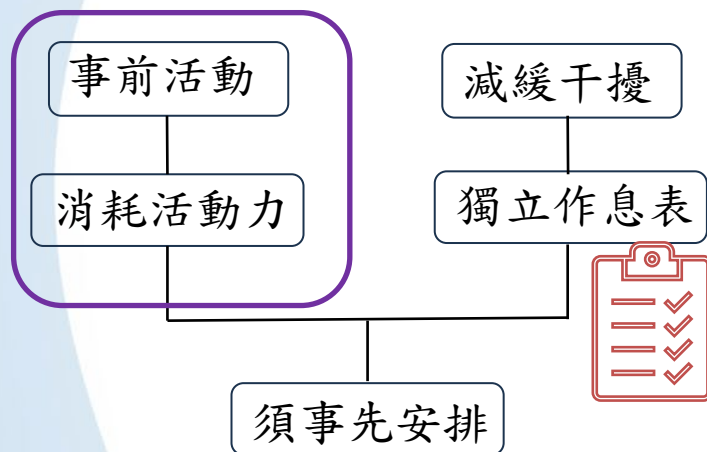 事前活動
減緩干擾
消耗活動力
獨立作息表
須事先安排